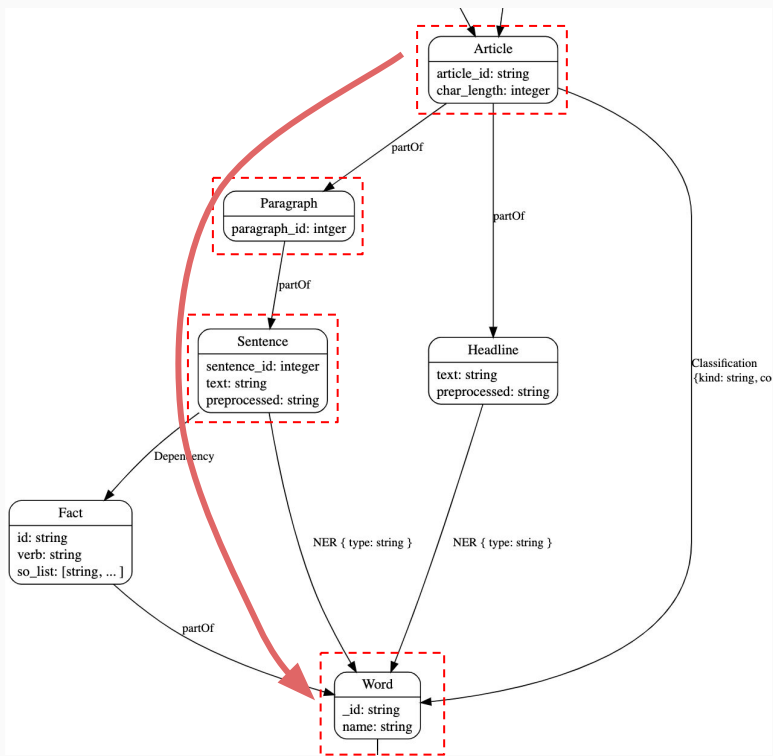 Article
article_id: string
char_length: integer
partOf
Paragraph
paragraph_id: intger
partOf
partOf
Sentence
sentence_id: integer
text: string
preprocessed: string
Headline
text: string
preprocessed: string
Classification
{kind: string, co
Dependency
Fact
id: string
verb: string
so_list: [string, ... ]
NER { type: string }
NER { type: string }
partOf
Word
_id: string
name: string